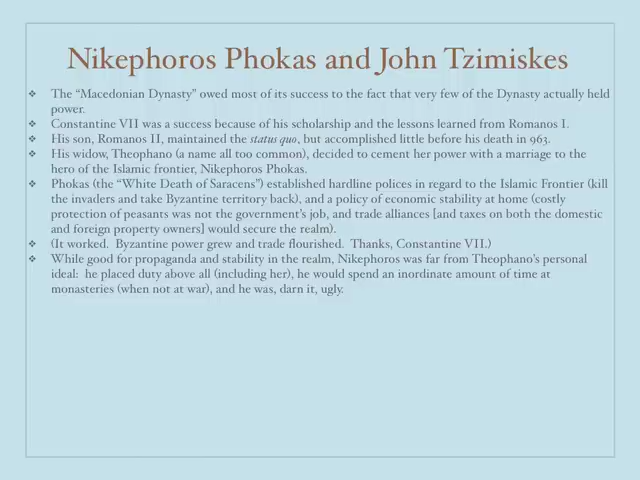 Nikephoros Phokas and John Tzimiskes
❖ The “Macedonian Dynasty” owed most of its success to the fact that very few of the Dynasty actually held
power.
❖ Constantine VII was a success because of his scholarship and the lessons learned from Romanos I.
❖ His son, Romanos II, maintained the status quo, but accomplished little before his death in 963.
❖ His widow, Theophano (a name all too common), decided to cement her power with a marriage to the
hero of the Islamic frontier, Nikephoros Phokas.
❖ Phokas (the “White Death of Saracens”) established hardline polices in regard to the Islamic Frontier (kill
the invaders and take Byzantine territory back), and a policy of economic stability at home (costly
protection of peasants was not the government’s job, and trade alliances [and taxes on both the domestic
and foreign property owners] would secure the realm).
❖ (It worked. Byzantine power grew and trade flourished. Thanks, Constantine VII.)
❖ While good for propaganda and stability in the realm, Nikephoros was far from Theophano’s personal
ideal: he placed duty above all (including her), he would spend an inordinate amount of time at
monasteries (when not at war), and he was, darn it, ugly.